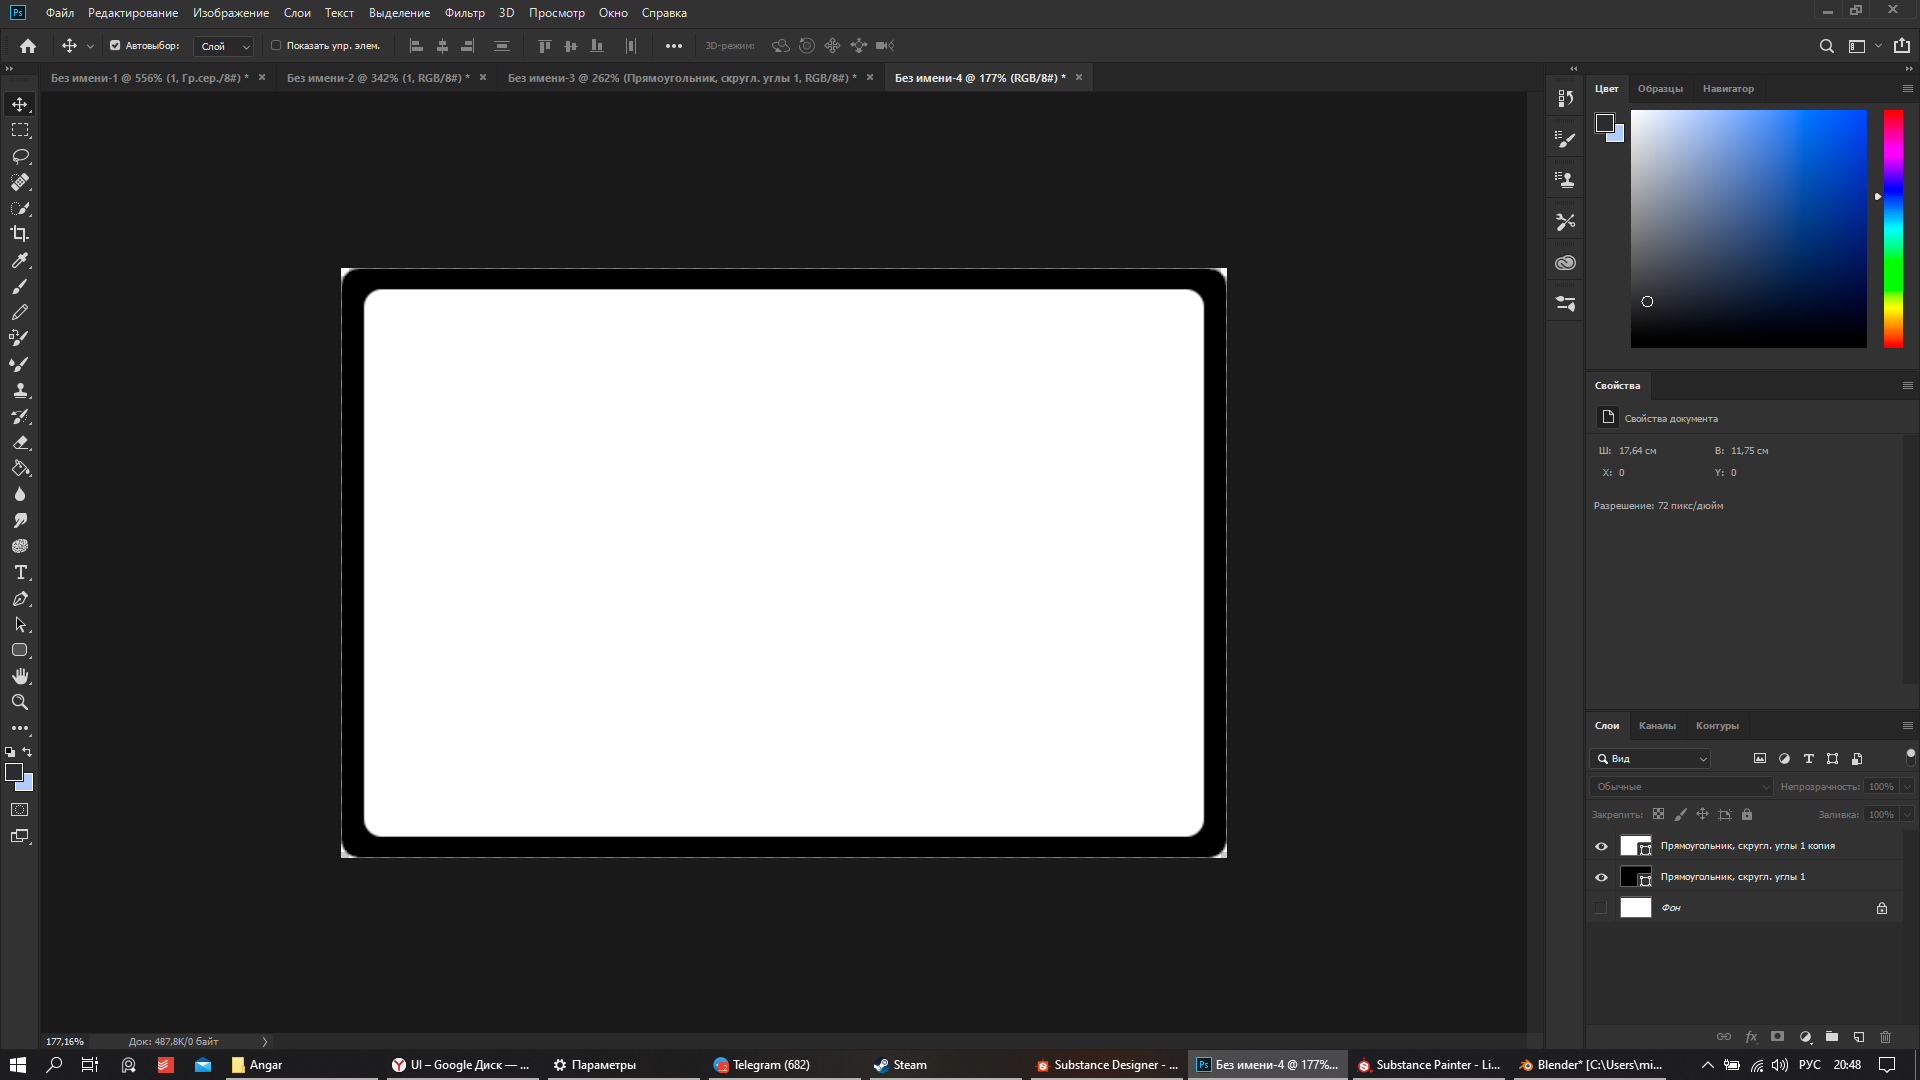 Ps Файл Редактирование Изображение Слои Текст Выделение Фильтр 3D Просмотр Окно Справка
Автовыбор: Слой Показать упр. элем. 3D-режим:
Без имени-1 @ 556% (1, Гр.сер./8#) * Без имени-2 @ 342% (1, RGB/8#) * Без имени-3 @ 262% (Прямоугольник, скругл. углы 1, RGB/8#) * Без имени-4 @ 177% (RGB/8#) *
Цвет Образцы Навигатор
Свойства
Свойства документа
Ш: 17,64 см В: 11,75 см
X: 0 Y: 0
Разрешение: 72 пикс/дюйм
Слои Каналы Контуры
Вид
Обычные Непрозрачность: 100%
Закрепить: Заливка: 100%
Прямоугольник, скругл. углы 1 копия
Прямоугольник, скругл. углы 1
Фон
177,16% Док: 487,8K/0 байт
Angar UI – Google Диск — ... Параметры Telegram (682) Steam Substance Designer - ... Ps Без имени-4 @ 177%... Substance Painter - Li... Blender* [C:\Users\mi... РУС 20:48